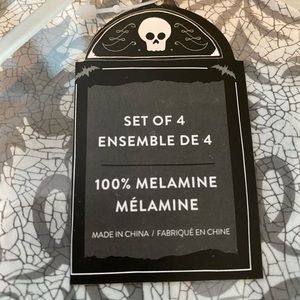 SET OF 4
ENSEMBLE DE 4
100% MELAMINE
MÉLAMINE
MADE IN CHINA / FABRIQUÉ EN CHINE